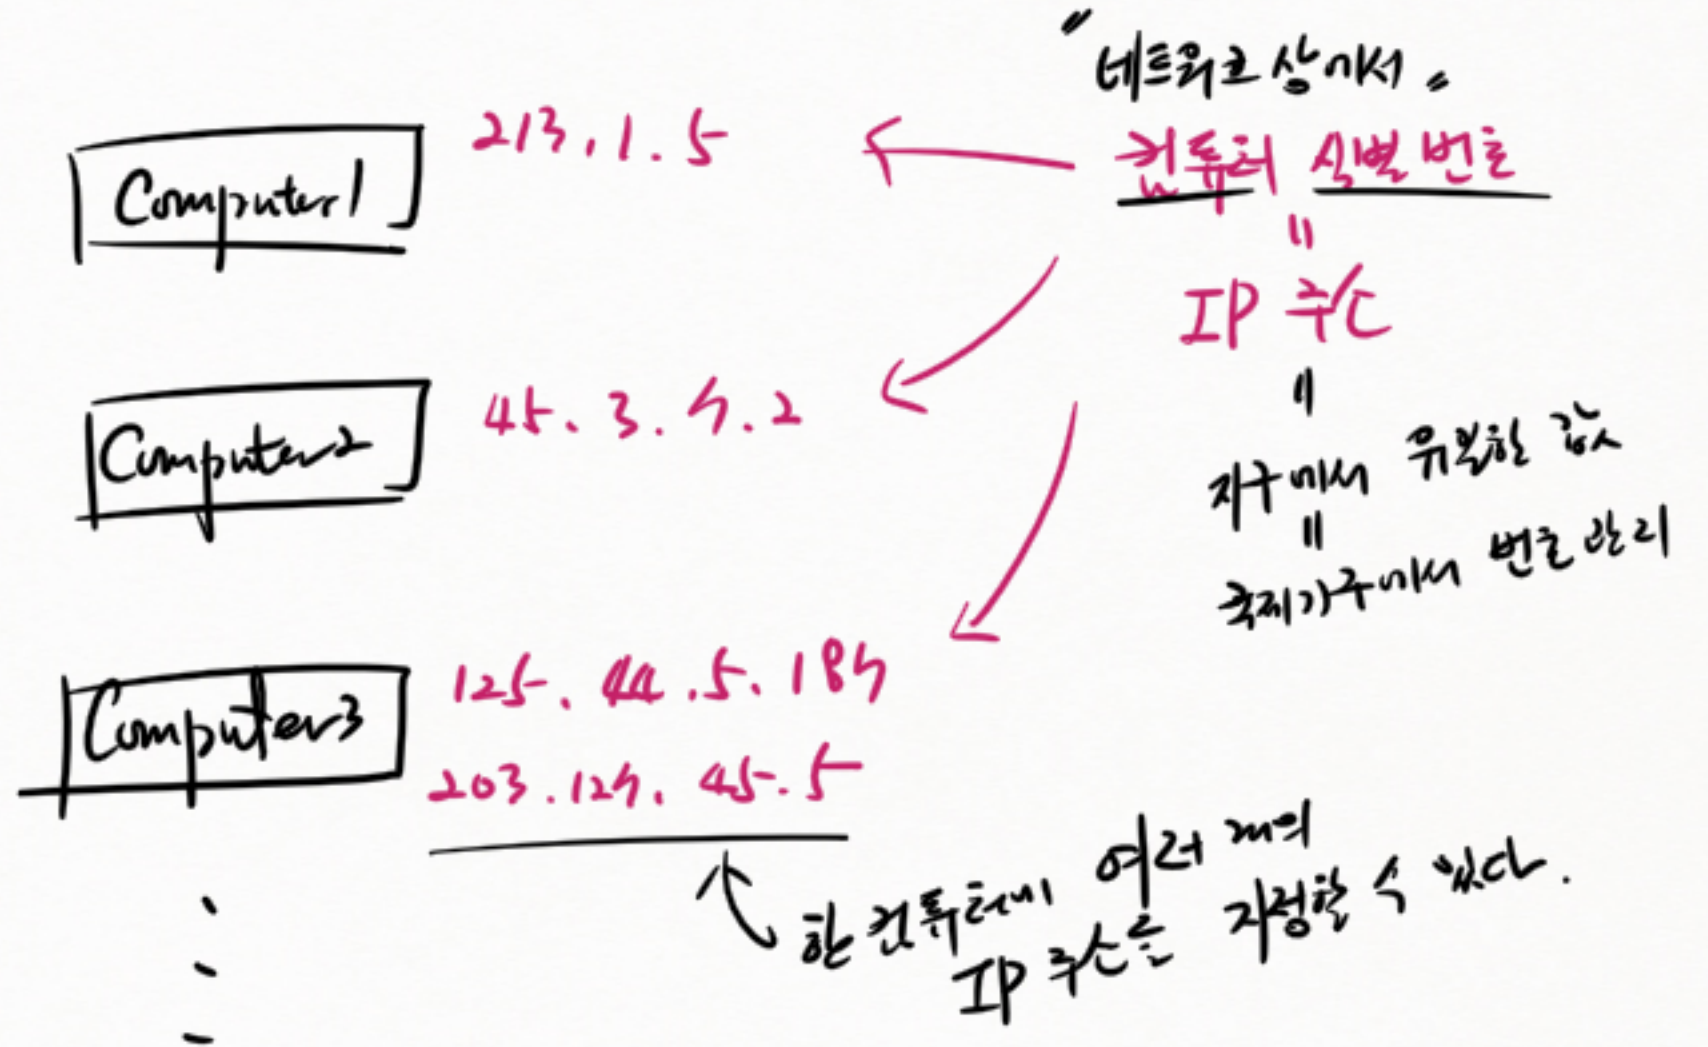 "네트워크 상에서"
Computer1 213.1.5 컴퓨터 식별번호
IP 주소
Computer2 45.3.4.2
지구에서 유일한 값
국제기구에서 번호 관리
Computer3 125.44.5.184
203.124.45.5
한 컴퓨터에 여러 개의
IP 주소를 지정할 수 있다.